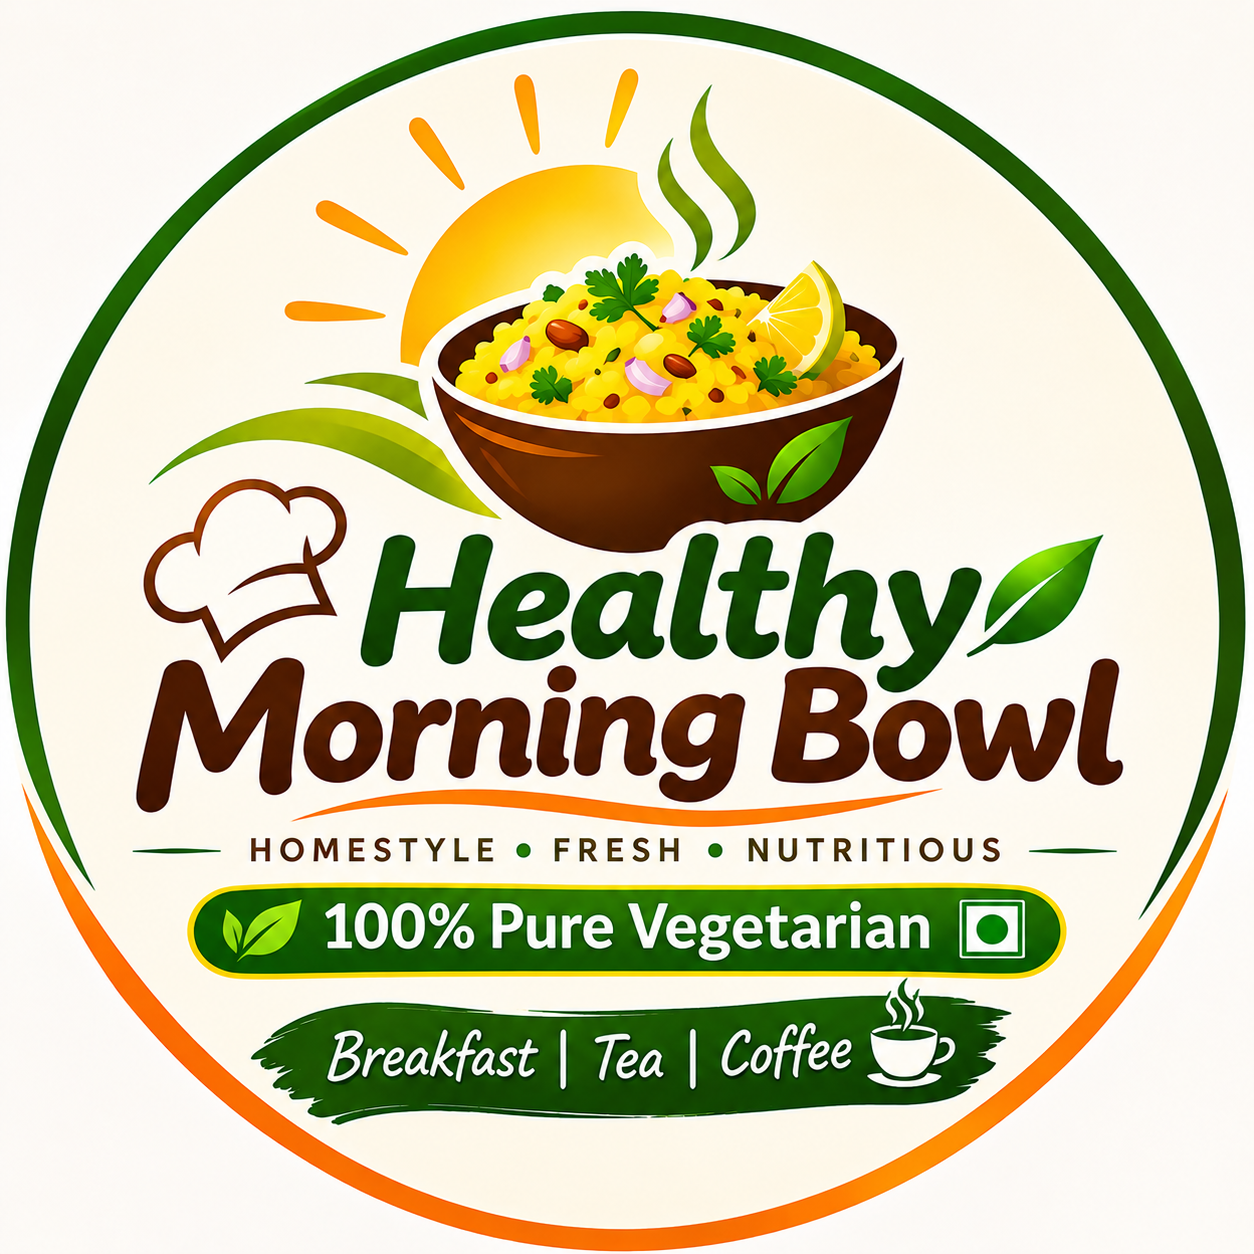 Healthy
Morning Bowl
HOMESTYLE • FRESH • NUTRITIOUS
100% Pure Vegetarian
Breakfast | Tea | Coffee